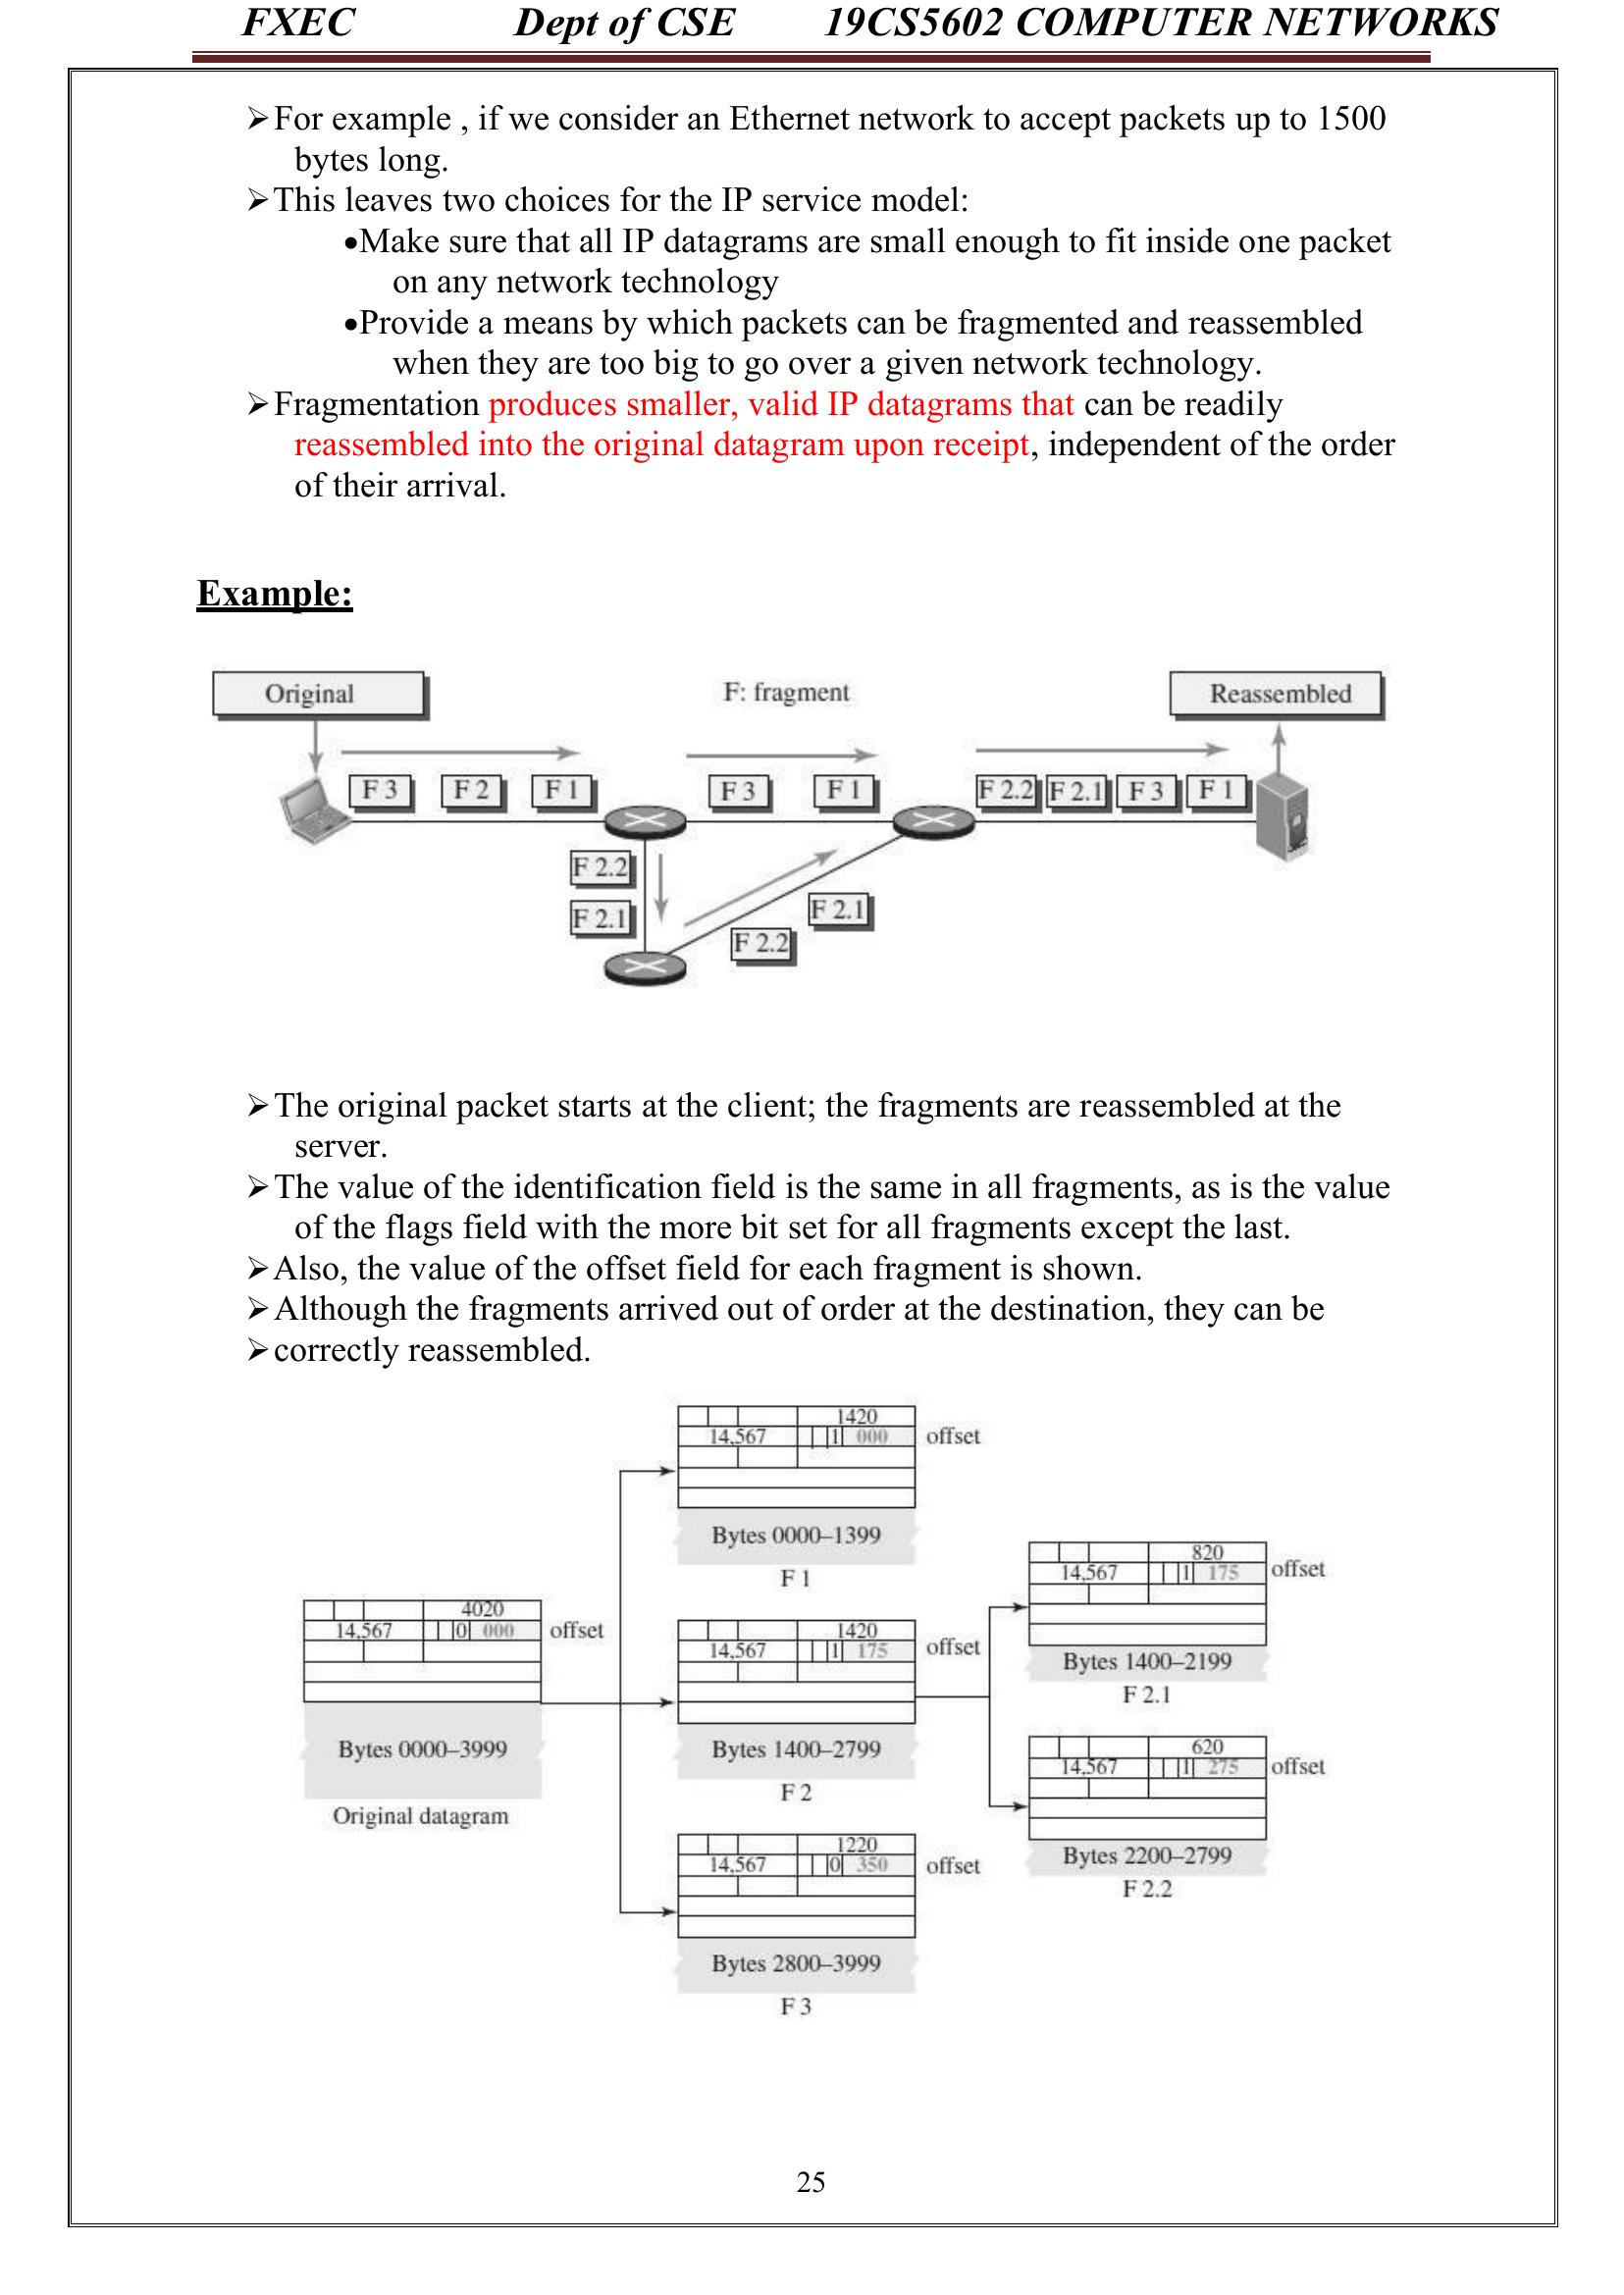 FXEC Dept of CSE 19CS5602 COMPUTER NETWORKS
➢For example , if we consider an Ethernet network to accept packets up to 1500
bytes long.
➢This leaves two choices for the IP service model:
•Make sure that all IP datagrams are small enough to fit inside one packet
on any network technology
•Provide a means by which packets can be fragmented and reassembled
when they are too big to go over a given network technology.
➢Fragmentation produces smaller, valid IP datagrams that can be readily
reassembled into the original datagram upon receipt, independent of the order
of their arrival.
Example:
Original F: fragment Reassembled
F 3 F 2 F 1 F 3 F 1 F 2.2 F 2.1 F 3 F 1
F 2.2
F 2.1 F 2.1
F 2.2
➢The original packet starts at the client; the fragments are reassembled at the
server.
➢The value of the identification field is the same in all fragments, as is the value
of the flags field with the more bit set for all fragments except the last.
➢Also, the value of the offset field for each fragment is shown.
➢Although the fragments arrived out of order at the destination, they can be
➢correctly reassembled.
4020
14,567 0 000 offset
Bytes 0000–3999
Original datagram
1420
14,567 1 000 offset
Bytes 0000–1399
F 1
1420
14,567 1 175 offset
Bytes 1400–2799
F 2
1220
14,567 0 350 offset
Bytes 2800–3999
F 3
820
14,567 1 175 offset
Bytes 1400–2199
F 2.1
620
14,567 1 275 offset
Bytes 2200–2799
F 2.2
25